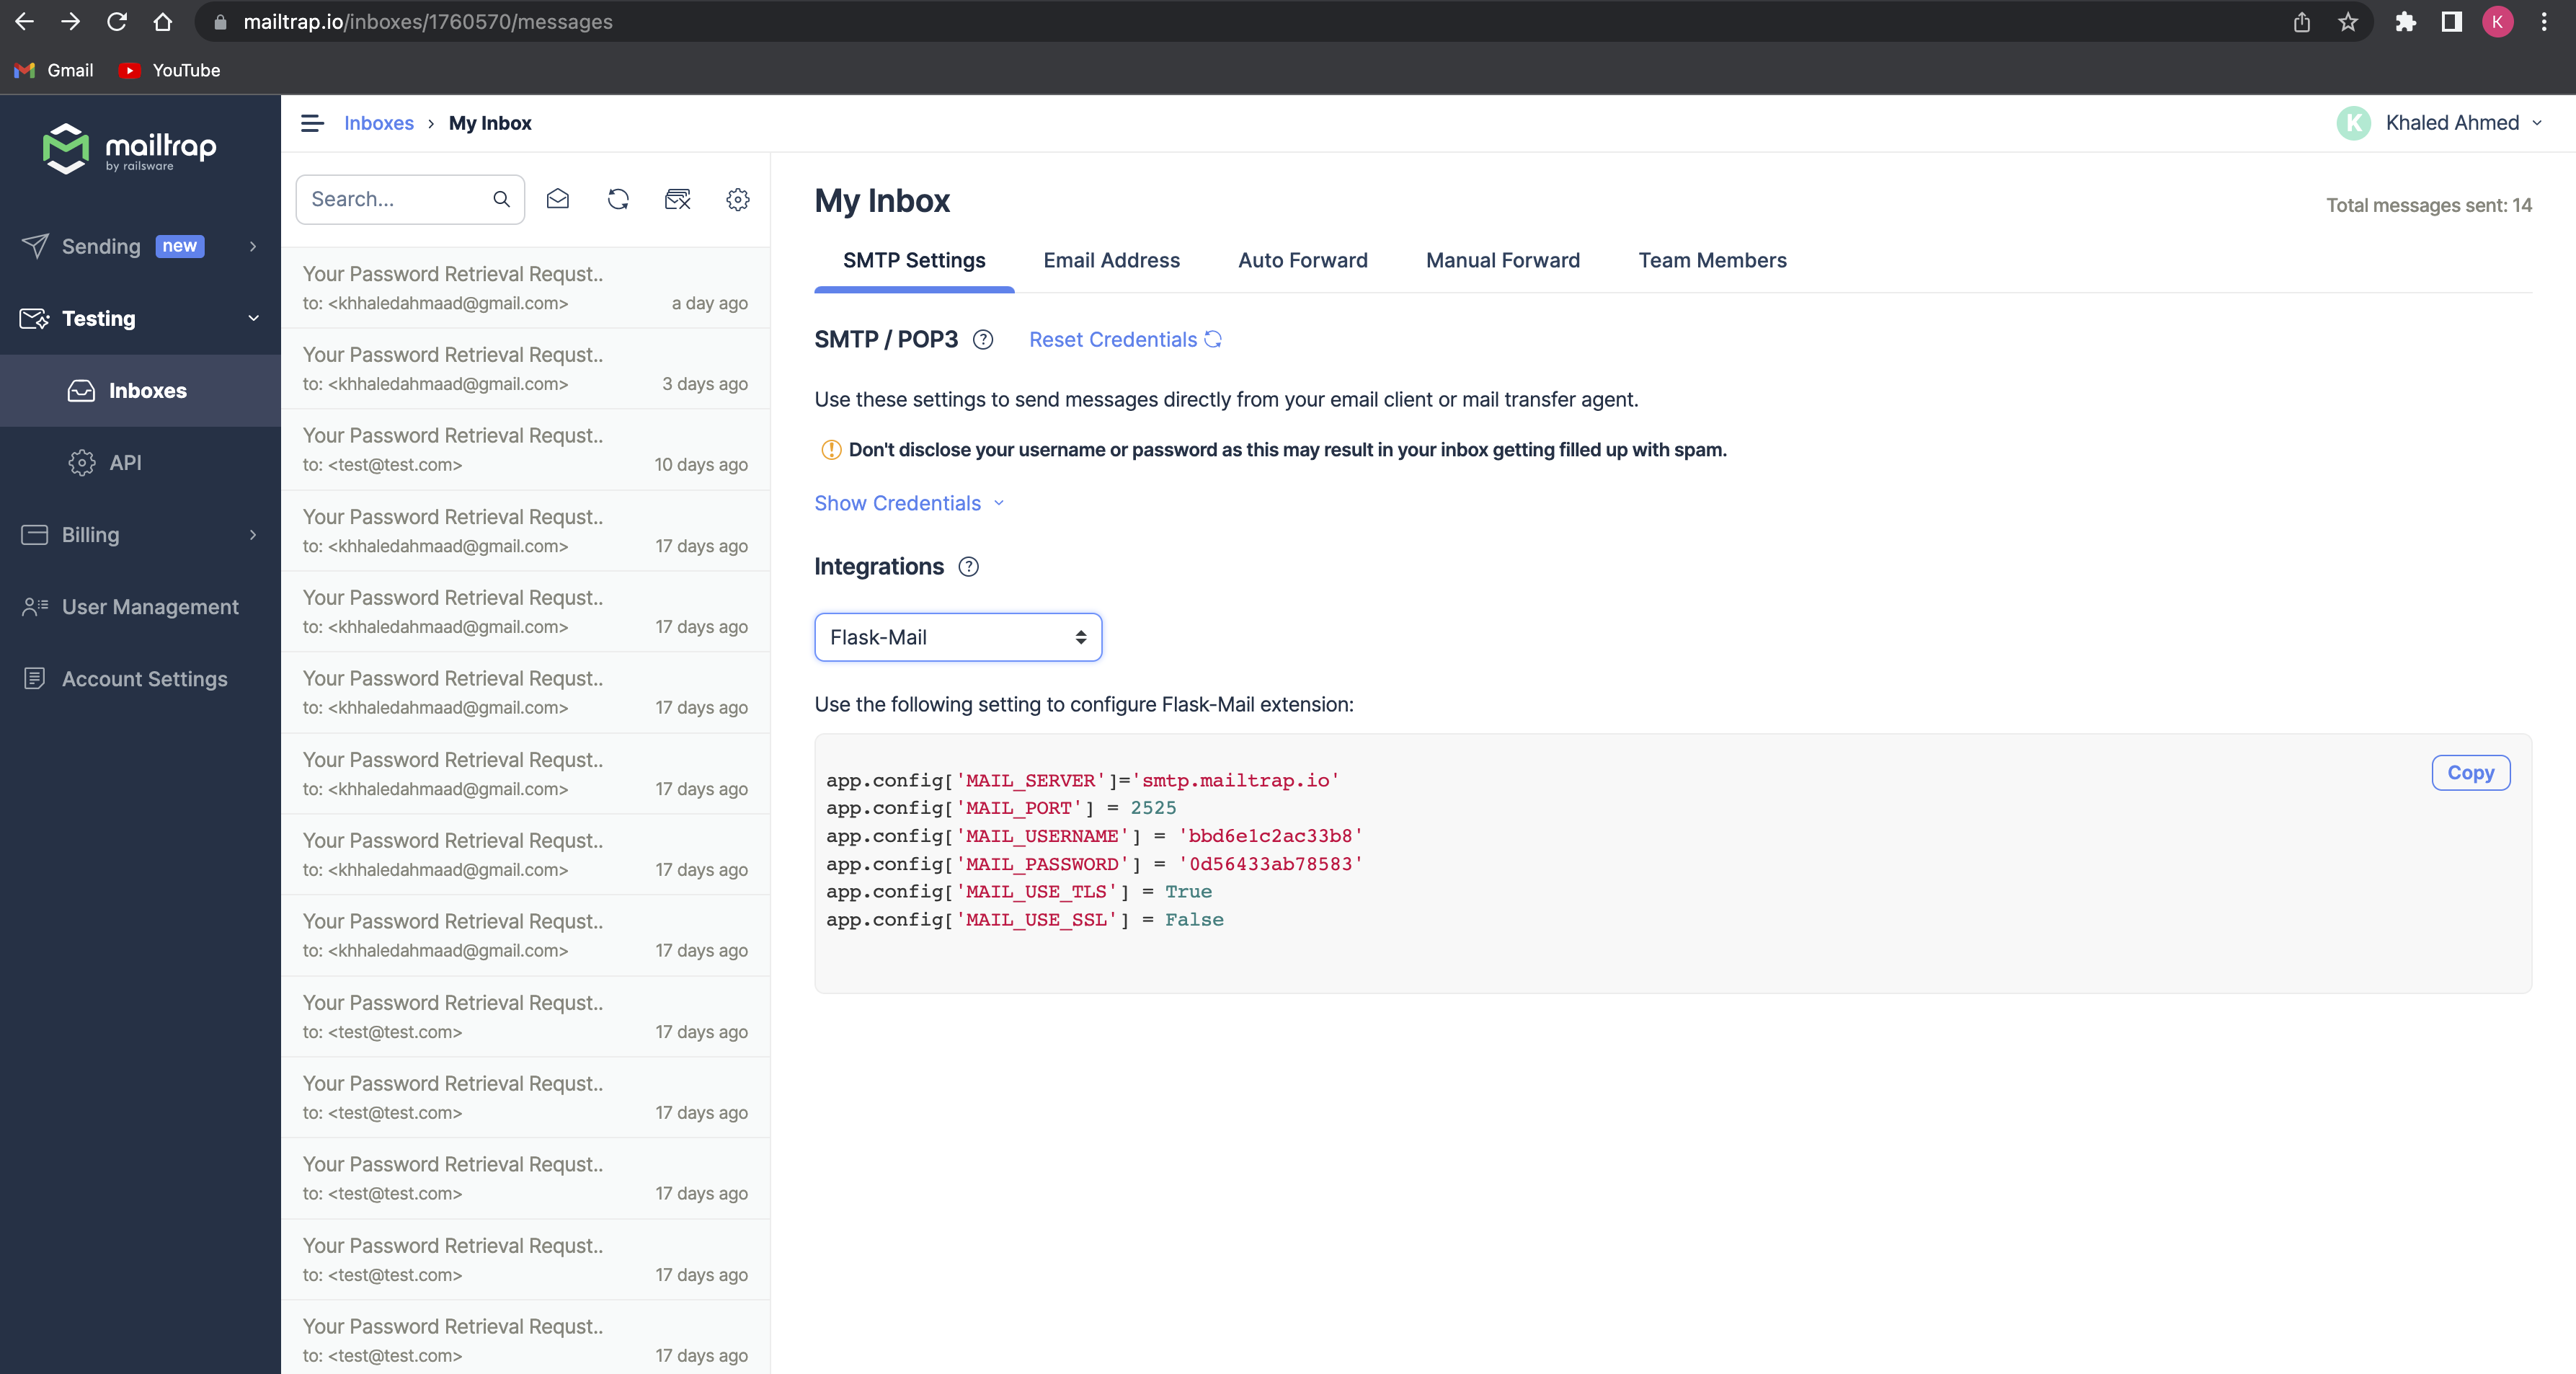 mailtrap.io/inboxes/1760570/messages
K
Gmail
YouTube
mailtrap
by railsware
Sending new
Testing
Inboxes
API
Billing
User Management
Account Settings
Inboxes › My Inbox
K Khaled Ahmed
Search...
Your Password Retrieval Requst..
to: <khhaledahmaad@gmail.com> a day ago
Your Password Retrieval Requst..
to: <khhaledahmaad@gmail.com> 3 days ago
Your Password Retrieval Requst..
to: <test@test.com> 10 days ago
Your Password Retrieval Requst..
to: <khhaledahmaad@gmail.com> 17 days ago
Your Password Retrieval Requst..
to: <khhaledahmaad@gmail.com> 17 days ago
Your Password Retrieval Requst..
to: <khhaledahmaad@gmail.com> 17 days ago
Your Password Retrieval Requst..
to: <khhaledahmaad@gmail.com> 17 days ago
Your Password Retrieval Requst..
to: <khhaledahmaad@gmail.com> 17 days ago
Your Password Retrieval Requst..
to: <khhaledahmaad@gmail.com> 17 days ago
Your Password Retrieval Requst..
to: <test@test.com> 17 days ago
Your Password Retrieval Requst..
to: <test@test.com> 17 days ago
Your Password Retrieval Requst..
to: <test@test.com> 17 days ago
Your Password Retrieval Requst..
to: <test@test.com> 17 days ago
Your Password Retrieval Requst..
to: <test@test.com> 17 days ago
My Inbox
Total messages sent: 14
SMTP Settings Email Address Auto Forward Manual Forward Team Members
SMTP / POP3 ? Reset Credentials
Use these settings to send messages directly from your email client or mail transfer agent.
! Don't disclose your username or password as this may result in your inbox getting filled up with spam.
Show Credentials
Integrations ?
Flask-Mail
Use the following setting to configure Flask-Mail extension:
Copy
app.config['MAIL_SERVER']='smtp.mailtrap.io'
app.config['MAIL_PORT'] = 2525
app.config['MAIL_USERNAME'] = 'bbd6e1c2ac33b8'
app.config['MAIL_PASSWORD'] = '0d56433ab78583'
app.config['MAIL_USE_TLS'] = True
app.config['MAIL_USE_SSL'] = False